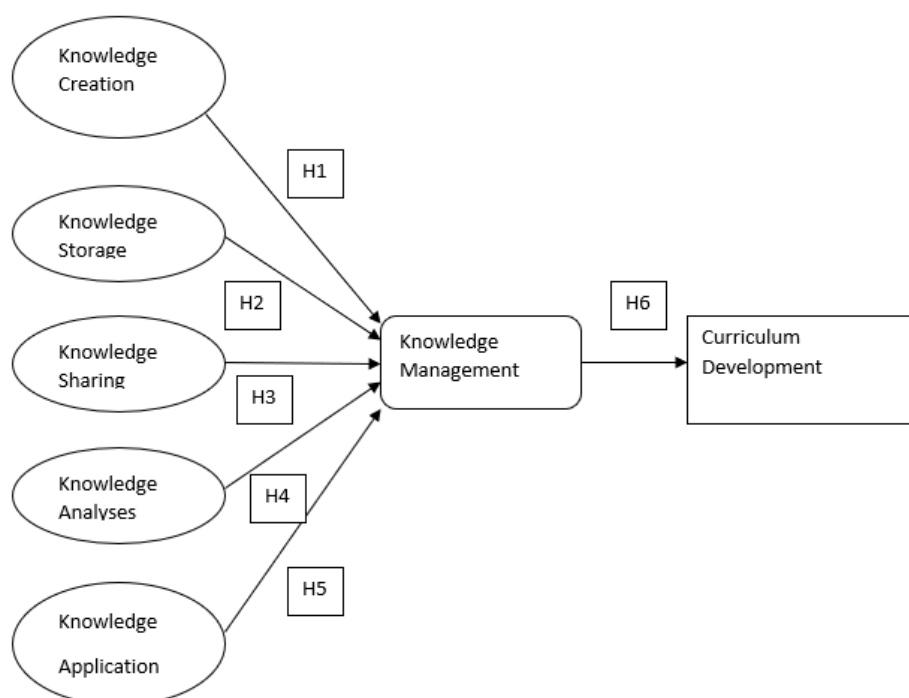 Knowledge
Creation
H1
Knowledge
Storage
H2
Knowledge
Sharing
H3
Knowledge
Analyses
H4
Knowledge
Application
H5
Knowledge
Management
H6
Curriculum
Development